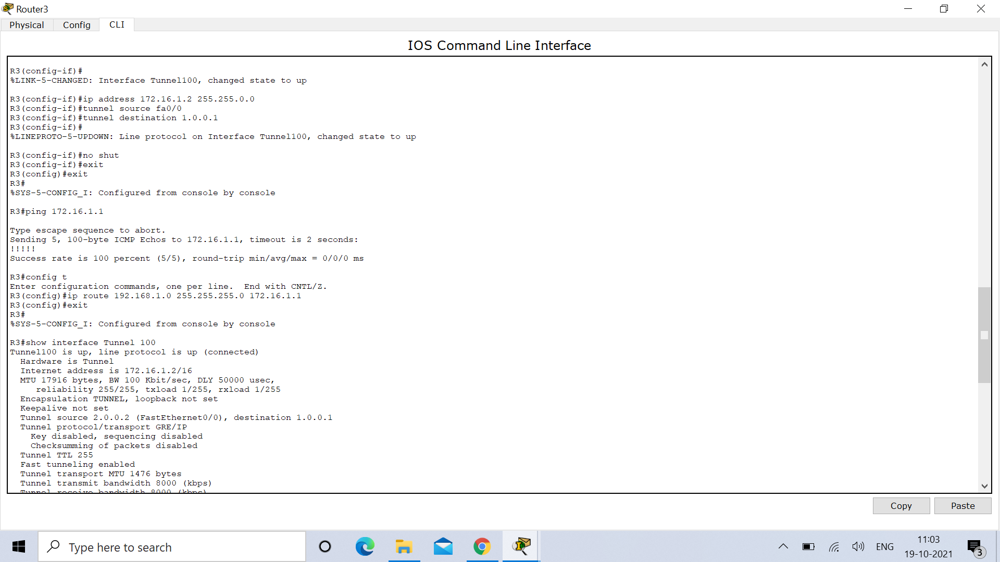 Router3
Physical
Config
CLI
IOS Command Line Interface
R3(config-if)#
%LINK-5-CHANGED: Interface Tunnel100, changed state to up
R3(config-if)#ip address 172.16.1.2 255.255.0.0
R3(config-if)#tunnel source fa0/0
R3(config-if)#tunnel destination 1.0.0.1
R3(config-if)#
%LINEPROTO-5-UPDOWN: Line protocol on Interface Tunnel100, changed state to up
R3(config-if)#no shut
R3(config-if)#exit
R3(config)#exit
R3#
%SYS-5-CONFIG_I: Configured from console by console
R3#ping 172.16.1.1
Type escape sequence to abort.
Sending 5, 100-byte ICMP Echos to 172.16.1.1, timeout is 2 seconds:
!!!!!
Success rate is 100 percent (5/5), round-trip min/avg/max = 0/0/0 ms
R3#config t
Enter configuration commands, one per line.  End with CNTL/Z.
R3(config)#ip route 192.168.1.0 255.255.255.0 172.16.1.1
R3(config)#exit
R3#
%SYS-5-CONFIG_I: Configured from console by console
R3#show interface Tunnel 100
Tunnel100 is up, line protocol is up (connected)
Hardware is Tunnel
Internet address is 172.16.1.2/16
MTU 17916 bytes, BW 100 Kbit/sec, DLY 50000 usec,
reliability 255/255, txload 1/255, rxload 1/255
Encapsulation TUNNEL, loopback not set
Keepalive not set
Tunnel source 2.0.0.2 (FastEthernet0/0), destination 1.0.0.1
Tunnel protocol/transport GRE/IP
Key disabled, sequencing disabled
Checksumming of packets disabled
Tunnel TTL 255
Fast tunneling enabled
Tunnel transport MTU 1476 bytes
Tunnel transmit bandwidth 8000 (kbps)
Tunnel receive bandwidth 8000 (kbps)
Copy
Paste
Type here to search
ENG
11:03
19-10-2021
3